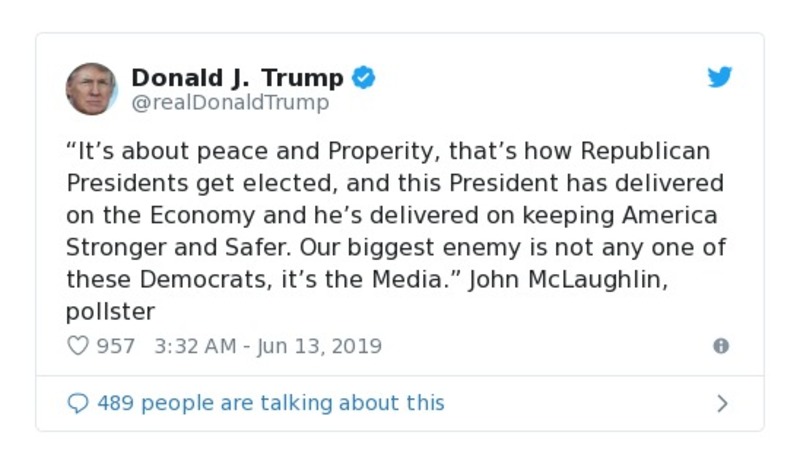 Donald J. Trump
@realDonaldTrump
“It’s about peace and Properity, that’s how Republican
Presidents get elected, and this President has delivered
on the Economy and he’s delivered on keeping America
Stronger and Safer. Our biggest enemy is not any one of
these Democrats, it’s the Media.” John McLaughlin,
pollster
957 3:32 AM - Jun 13, 2019
489 people are talking about this